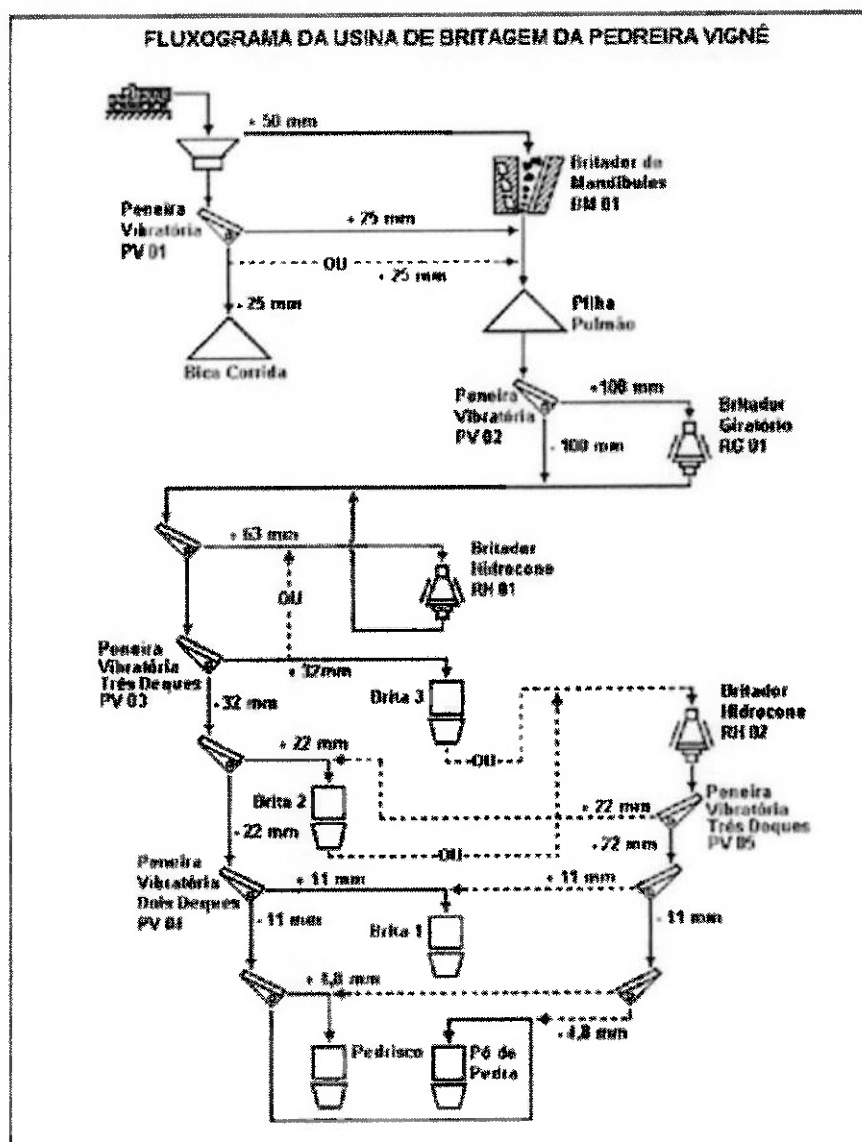 FLUXOGRAMA DA USINA DE BRITAGEM DA PEDREIRA VIGNÊ
+ 50 mm
Britador de
Mandíbulas
BM 01
Peneira
Vibratória
PV 01
+ 25 mm
OU
+ 25 mm
- 25 mm
Bica Corrida
Pilha
Pulmão
Peneira
Vibratória
PV 02
+100 mm
- 100 mm
Britador
Giratório
RG 01
+ 63 mm
OU
Britador
Hidrocone
RH 01
Peneira
Vibratória
Três Deques
PV 03
+ 32mm
- 32 mm
Brita 3
OU
Britador
Hidrocone
RH 02
+ 22 mm
Brita 2
- 22 mm
OU
+ 22 mm
Peneira
Vibratória
Três Deques
PV 05
- 22 mm
Peneira
Vibratória
Dois Deques
PV 04
+ 11 mm
+ 11 mm
- 11 mm
Brita 1
- 11 mm
+ 4,8 mm
- 4,8 mm
Pedrisco
Pó de
Pedra